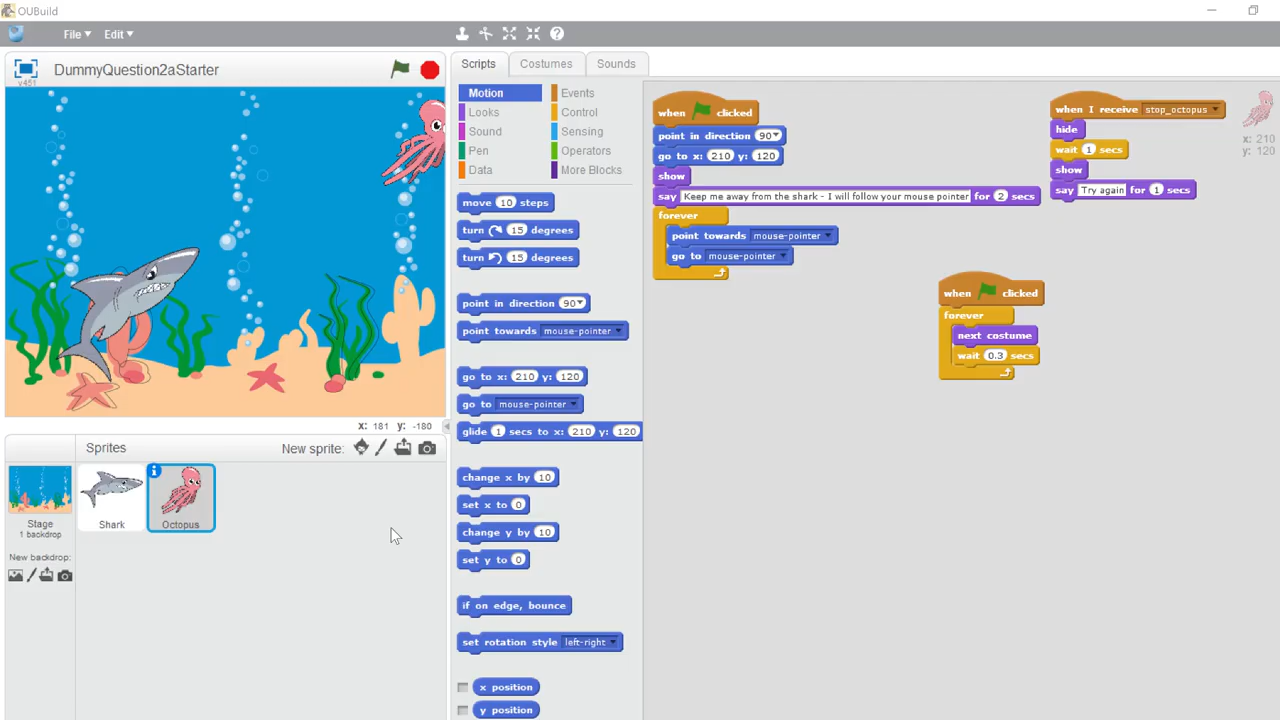 OUBuild
File Edit
v451
DummyQuestion2aStarter
x: 181 y: -180
Sprites
New sprite:
Stage
1 backdrop
New backdrop:
Shark
Octopus
Scripts Costumes Sounds
Motion Events
Looks Control
Sound Sensing
Pen Operators
Data More Blocks
move 10 steps
turn 15 degrees
turn 15 degrees
point in direction 90
point towards mouse-pointer
go to x: 210 y: 120
go to mouse-pointer
glide 1 secs to x: 210 y: 120
change x by 10
set x to 0
change y by 10
set y to 0
if on edge, bounce
set rotation style left-right
x position
y position
when clicked
point in direction 90
go to x: 210 y: 120
show
say Keep me away from the shark - I will follow your mouse pointer for 2 secs
forever
point towards mouse-pointer
go to mouse-pointer
when clicked
forever
next costume
wait 0.3 secs
when I receive stop_octopus
hide
wait 1 secs
show
say Try again for 1 secs
x: 210
y: 120